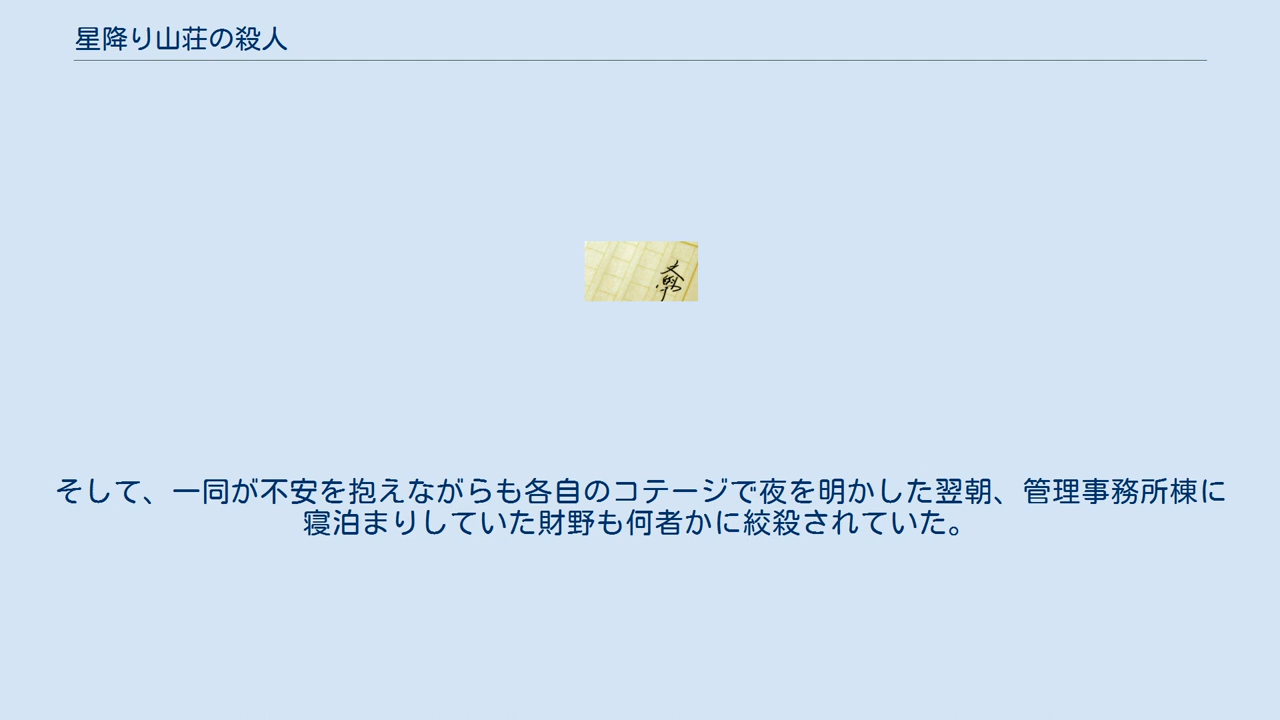 星降り山荘の殺人
そして、一同が不安を抱えながらも各自のコテージで夜を明かした翌朝、管理事務所棟に
寝泊まりしていた財野も何者かに絞殺されていた。